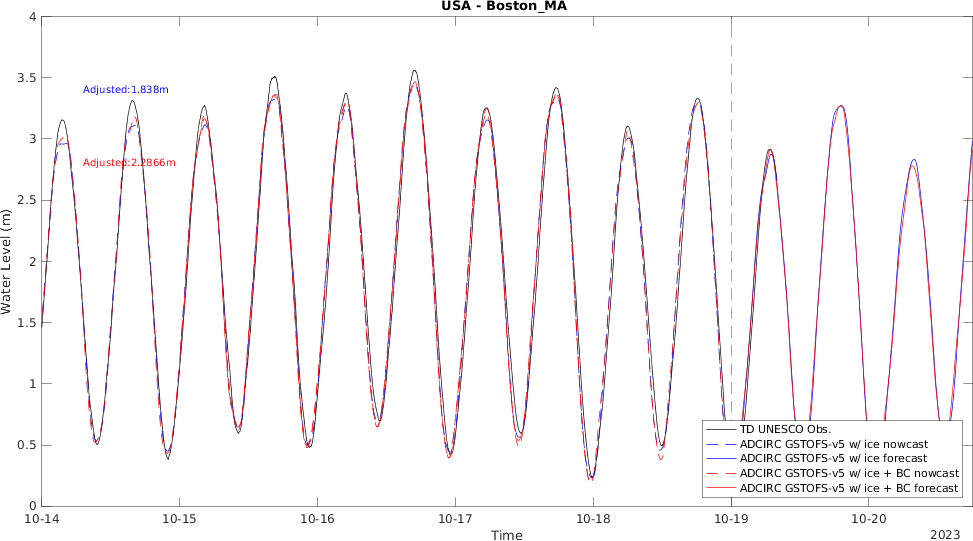 USA - Boston_MA
4
3.5
3
2.5
2
1.5
1
0.5
0
Water Level (m)
Adjusted:1.838m
Adjusted:2.2866m
TD UNESCO Obs.
ADCIRC GSTOFS-v5 w/ ice nowcast
ADCIRC GSTOFS-v5 w/ ice forecast
ADCIRC GSTOFS-v5 w/ ice + BC nowcast
ADCIRC GSTOFS-v5 w/ ice + BC forecast
10-14 10-15 10-16 10-17 10-18 10-19 10-20
Time
2023